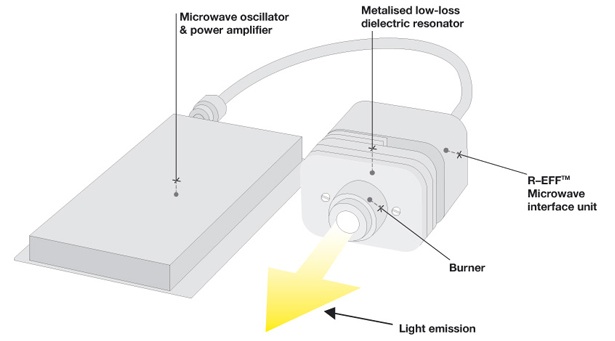 Microwave oscillator
& power amplifier
Metalised low-loss
dielectric resonator
R–EFF™
Microwave
interface unit
Burner
Light emission